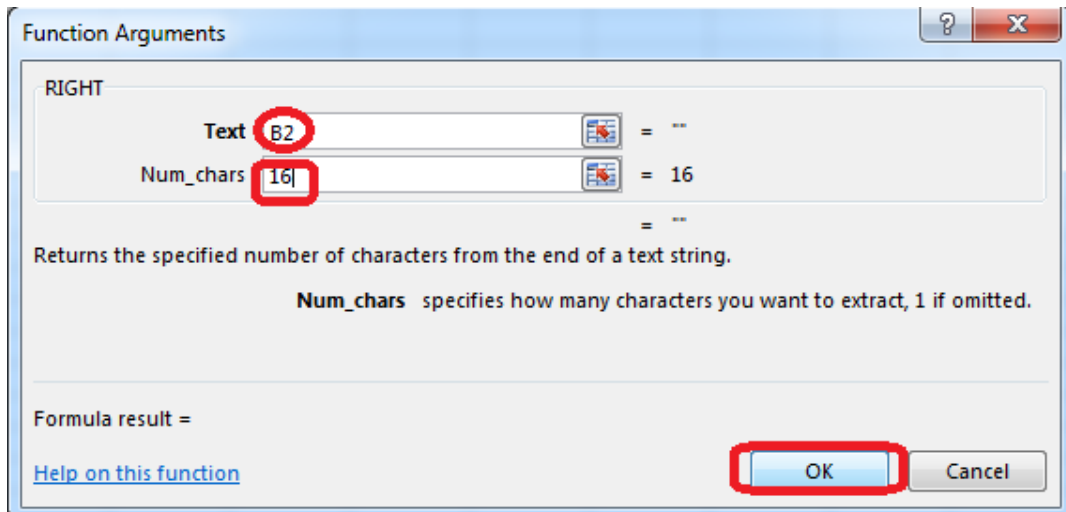 Function Arguments
RIGHT
Text B2 = ""
Num_chars 16 = 16
= ""
Returns the specified number of characters from the end of a text string.
Num_chars specifies how many characters you want to extract, 1 if omitted.
Formula result =
Help on this function
OK Cancel